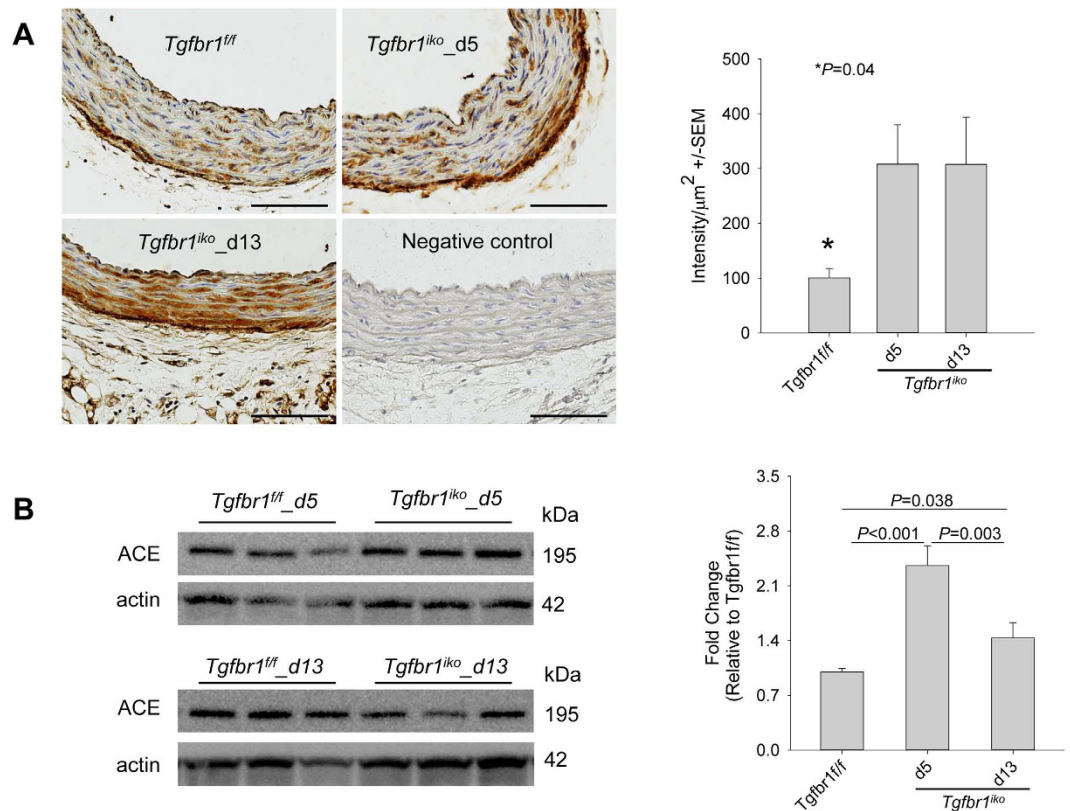 A
Tgfbr1f/f
Tgfbr1iko_d5
Tgfbr1iko_d13
Negative control
500
400
300
200
100
0
Intensity/μm2 +/-SEM
*P=0.04
*
Tgfbr1f/f
d5
d13
Tgfbr1iko
B
Tgfbr1f/f_d5
Tgfbr1iko_d5
kDa
ACE
195
actin
42
Tgfbr1f/f_d13
Tgfbr1iko_d13
kDa
ACE
195
actin
42
3.5
2.8
2.1
1.4
0.7
0.0
Fold Change
(Relative to Tgfbr1f/f)
P=0.038
P<0.001
P=0.003
Tgfbr1f/f
d5
d13
Tgfbr1iko